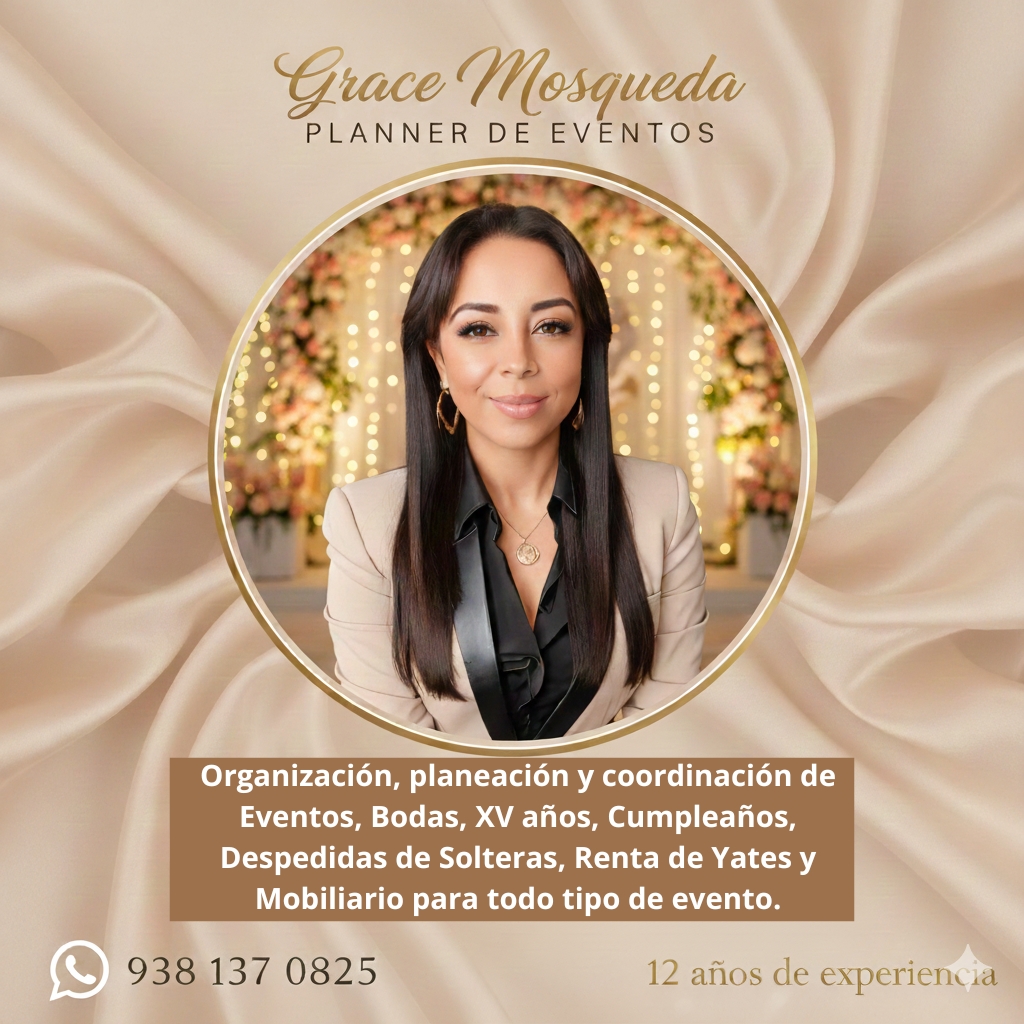 Grace Mosqueda
PLANNER DE EVENTOS
Organización, planeación y coordinación de
Eventos, Bodas, XV años, Cumpleaños,
Despedidas de Solteras, Renta de Yates y
Mobiliario para todo tipo de evento.
938 137 0825
12 años de experiencia